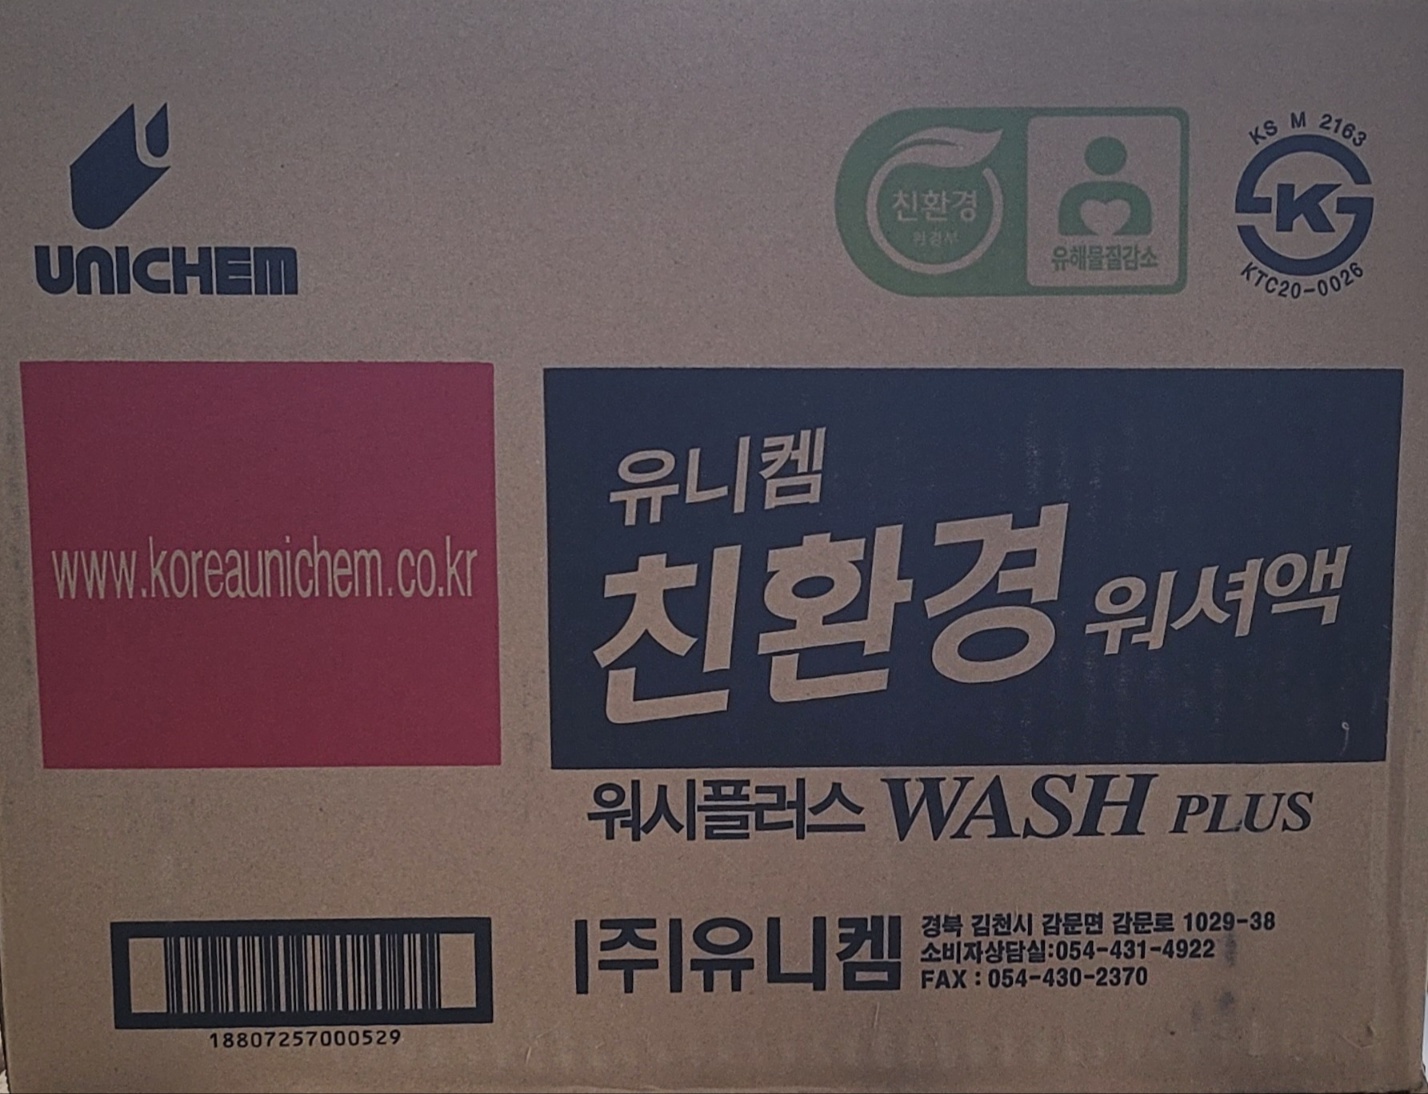 UNICHEM
친환경
환경부
유해물질감소
KS M 2163
KTC20-0026
www.koreaunichem.co.kr
유니켐
친환경 워셔액
워시플러스 WASH PLUS
(주)유니켐
경북 김천시 감문면 감문로 1029-38
소비자상담실:054-431-4922
FAX : 054-430-2370
18807257000529